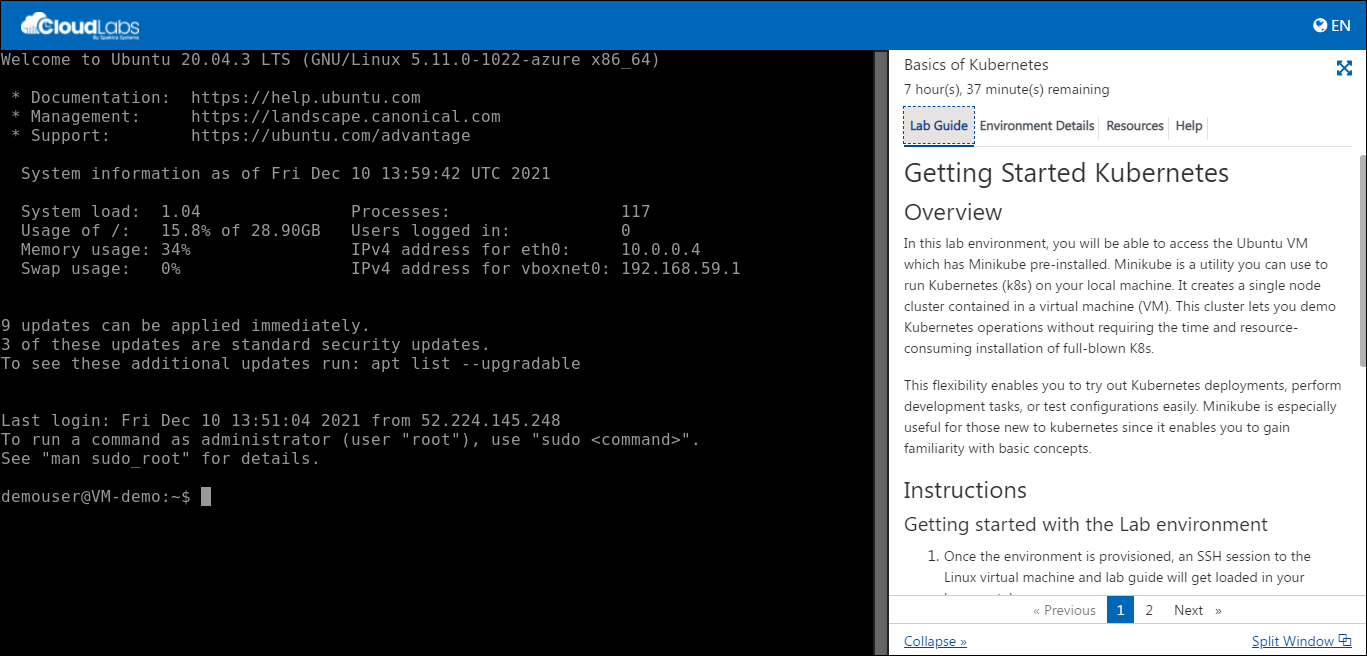 CloudLabs
By Spektra Systems
EN
Welcome to Ubuntu 20.04.3 LTS (GNU/Linux 5.11.0-1022-azure x86_64)
* Documentation:  https://help.ubuntu.com
* Management:     https://landscape.canonical.com
* Support:        https://ubuntu.com/advantage
System information as of Fri Dec 10 13:59:42 UTC 2021
System load:  1.04               Processes:                 117
Usage of /:   15.8% of 28.90GB   Users logged in:           0
Memory usage: 34%                IPv4 address for eth0:     10.0.0.4
Swap usage:   0%                 IPv4 address for vboxnet0: 192.168.59.1
9 updates can be applied immediately.
3 of these updates are standard security updates.
To see these additional updates run: apt list --upgradable
Last login: Fri Dec 10 13:51:04 2021 from 52.224.145.248
To run a command as administrator (user "root"), use "sudo <command>".
See "man sudo_root" for details.
demouser@VM-demo:~$
Basics of Kubernetes
7 hour(s), 37 minute(s) remaining
Lab Guide Environment Details Resources Help
Getting Started Kubernetes
Overview
In this lab environment, you will be able to access the Ubuntu VM
which has Minikube pre-installed. Minikube is a utility you can use to
run Kubernetes (k8s) on your local machine. It creates a single node
cluster contained in a virtual machine (VM). This cluster lets you demo
Kubernetes operations without requiring the time and resource-
consuming installation of full-blown K8s.
This flexibility enables you to try out Kubernetes deployments, perform
development tasks, or test configurations easily. Minikube is especially
useful for those new to kubernetes since it enables you to gain
familiarity with basic concepts.
Instructions
Getting started with the Lab environment
1. Once the environment is provisioned, an SSH session to the
Linux virtual machine and lab guide will get loaded in your
« Previous 1 2 Next »
Collapse »
Split Window